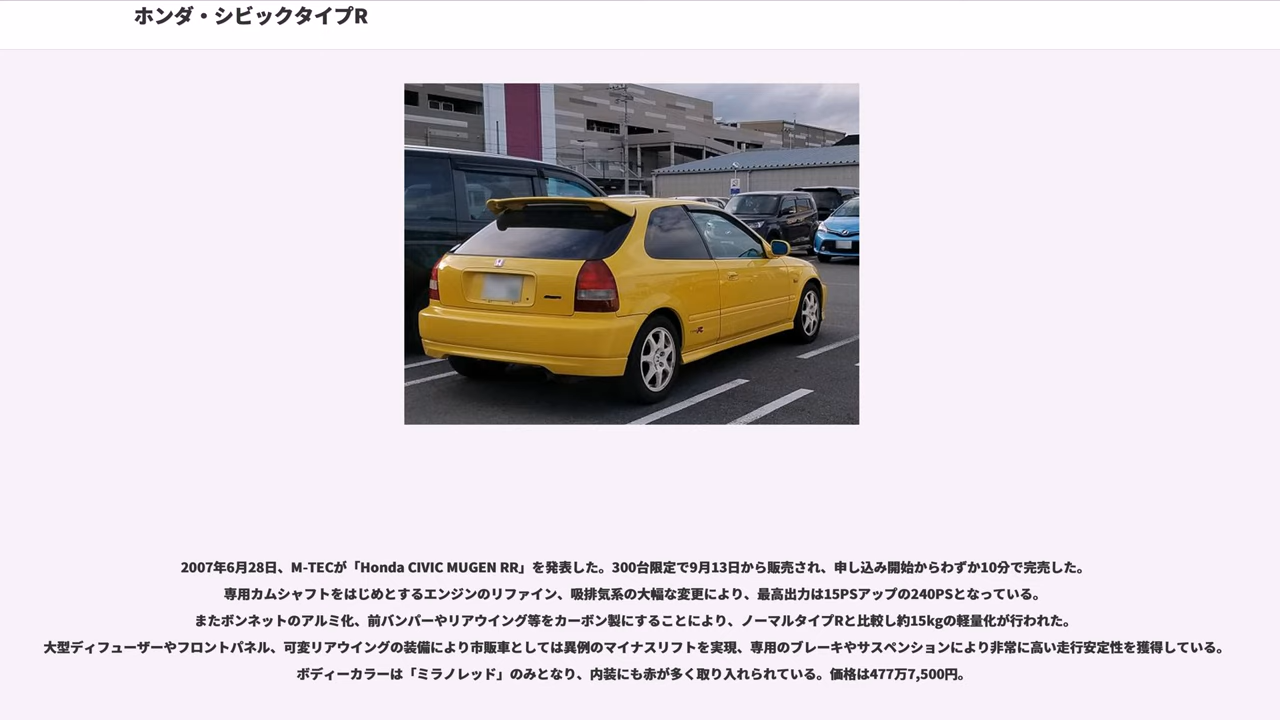 ホンダ・シビックタイプR
2007年6月28日、M-TECが「Honda CIVIC MUGEN RR」を発表した。300台限定で9月13日から販売され、申し込み開始からわずか10分で完売した。
専用カムシャフトをはじめとするエンジンのリファイン、吸排気系の大幅な変更により、最高出力は15PSアップの240PSとなっている。
またボンネットのアルミ化、前バンパーやリアウイング等をカーボン製にすることにより、ノーマルタイプRと比較し約15kgの軽量化が行われた。
大型ディフューザーやフロントパネル、可変リアウイングの装備により市販車としては異例のマイナスリフトを実現、専用のブレーキやサスペンションにより非常に高い走行安定性を獲得している。
ボディーカラーは「ミラノレッド」のみとなり、内装にも赤が多く取り入れられている。価格は477万7,500円。